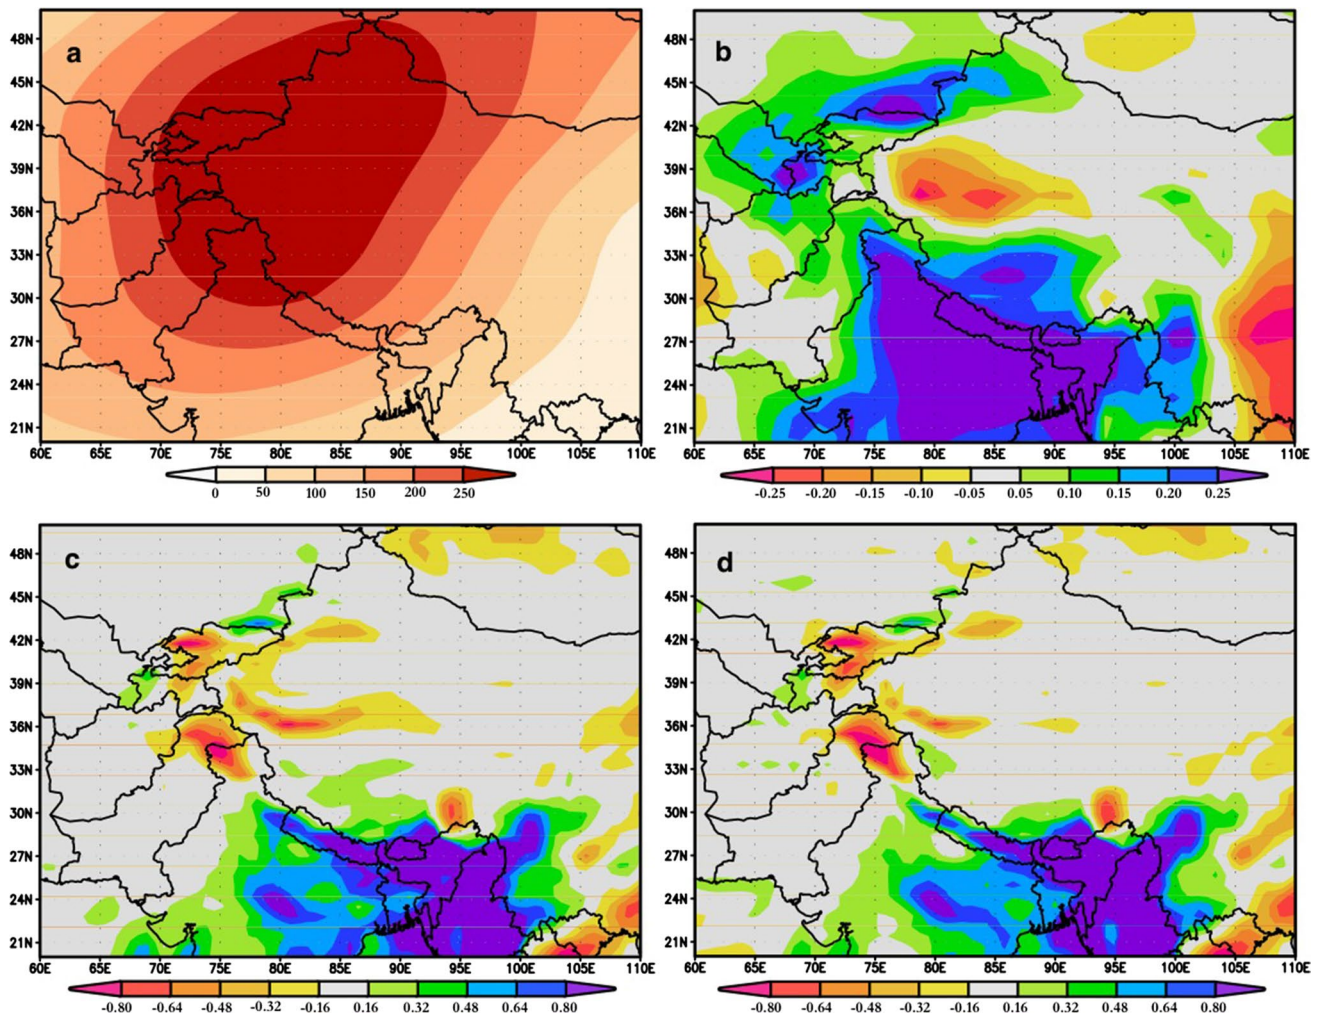 a
48N
45N
42N
39N
36N
33N
30N
27N
24N
21N
60E 65E 70E 75E 80E 85E 90E 95E 100E 105E 110E
0 50 100 150 200 250
b
48N
45N
42N
39N
36N
33N
30N
27N
24N
21N
60E 65E 70E 75E 80E 85E 90E 95E 100E 105E 110E
-0.25 -0.20 -0.15 -0.10 -0.05 0.05 0.10 0.15 0.20 0.25
c
48N
45N
42N
39N
36N
33N
30N
27N
24N
21N
60E 65E 70E 75E 80E 85E 90E 95E 100E 105E 110E
-0.80 -0.64 -0.48 -0.32 -0.16 0.16 0.32 0.48 0.64 0.80
d
48N
45N
42N
39N
36N
33N
30N
27N
24N
21N
60E 65E 70E 75E 80E 85E 90E 95E 100E 105E 110E
-0.80 -0.64 -0.48 -0.32 -0.16 0.16 0.32 0.48 0.64 0.80